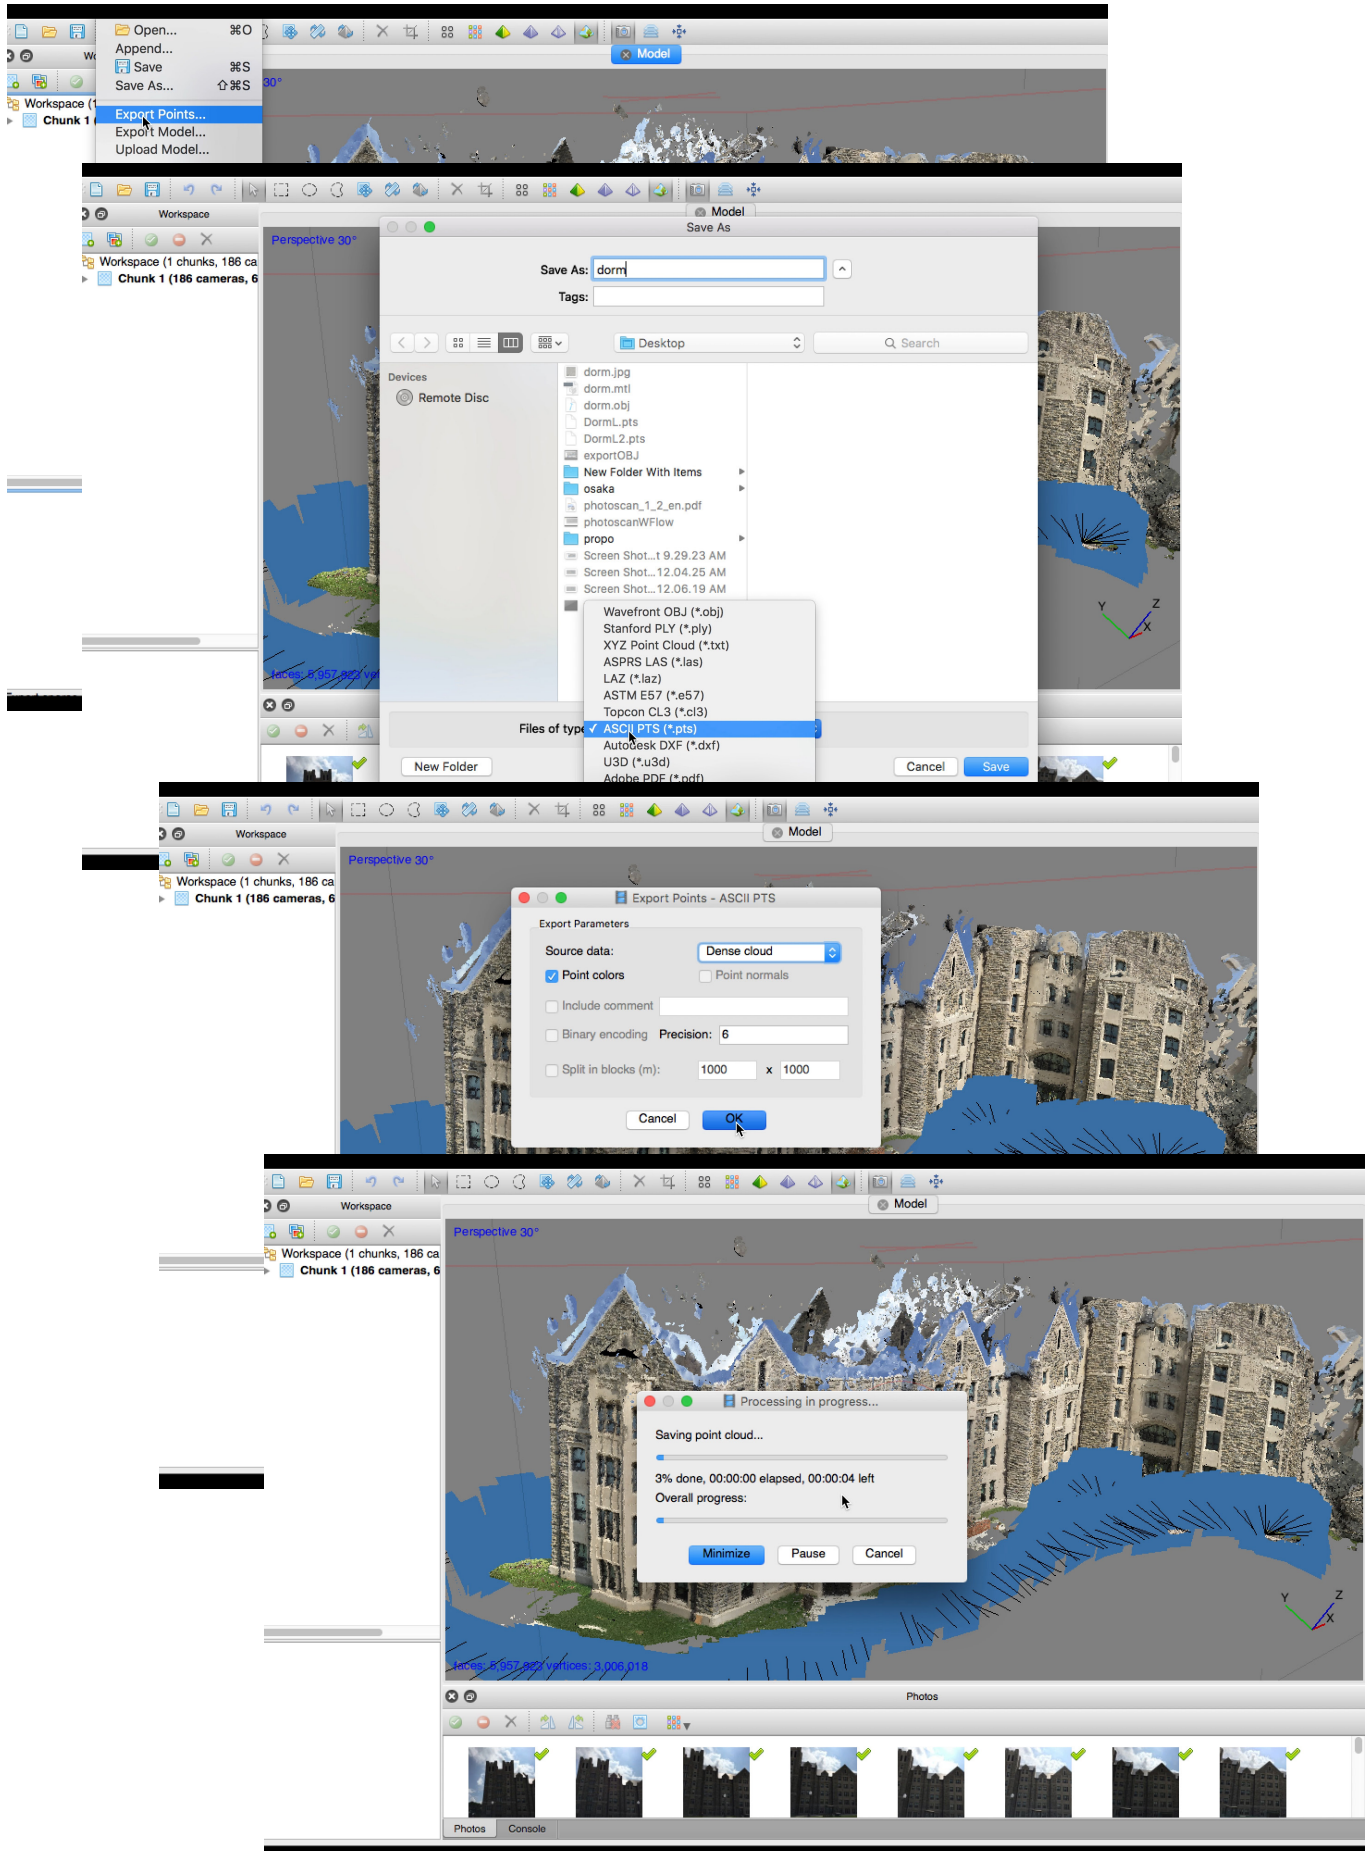 Open... ⌘O
Append...
Save ⌘S
Save As... ⇧⌘S
Export Points...
Export Model...
Upload Model...
Model
30°
Workspace (1
Chunk 1
Workspace
Model
Workspace (1 chunks, 186 ca
Chunk 1 (186 cameras, 6
Perspective 30°
Save As
Save As: dorm
Tags:
Desktop
Search
Devices
Remote Disc
dorm.jpg
dorm.mtl
dorm.obj
DormL.pts
DormL2.pts
exportOBJ
New Folder With Items
osaka
photoscan_1_2_en.pdf
photoscanWFlow
propo
Screen Shot...t 9.29.23 AM
Screen Shot...12.04.25 AM
Screen Shot...12.06.19 AM
Wavefront OBJ (*.obj)
Stanford PLY (*.ply)
XYZ Point Cloud (*.txt)
ASPRS LAS (*.las)
LAZ (*.laz)
ASTM E57 (*.e57)
Topcon CL3 (*.cl3)
Files of type ✓ ASCII PTS (*.pts)
Autodesk DXF (*.dxf)
U3D (*.u3d)
Adobe PDF (*.pdf)
New Folder
Cancel
Save
faces: 5,957,923 ver
Y Z X
Workspace
Model
Workspace (1 chunks, 186 ca
Chunk 1 (186 cameras, 6
Perspective 30°
Export Points - ASCII PTS
Export Parameters
Source data: Dense cloud
Point colors Point normals
Include comment
Binary encoding Precision: 6
Split in blocks (m): 1000 x 1000
Cancel OK
Workspace
Model
Workspace (1 chunks, 186 ca
Chunk 1 (186 cameras, 6
Perspective 30°
Processing in progress...
Saving point cloud...
3% done, 00:00:00 elapsed, 00:00:04 left
Overall progress:
Minimize Pause Cancel
Y Z X
faces: 5,957,923 vertices: 3,006,018
Photos
Photos Console